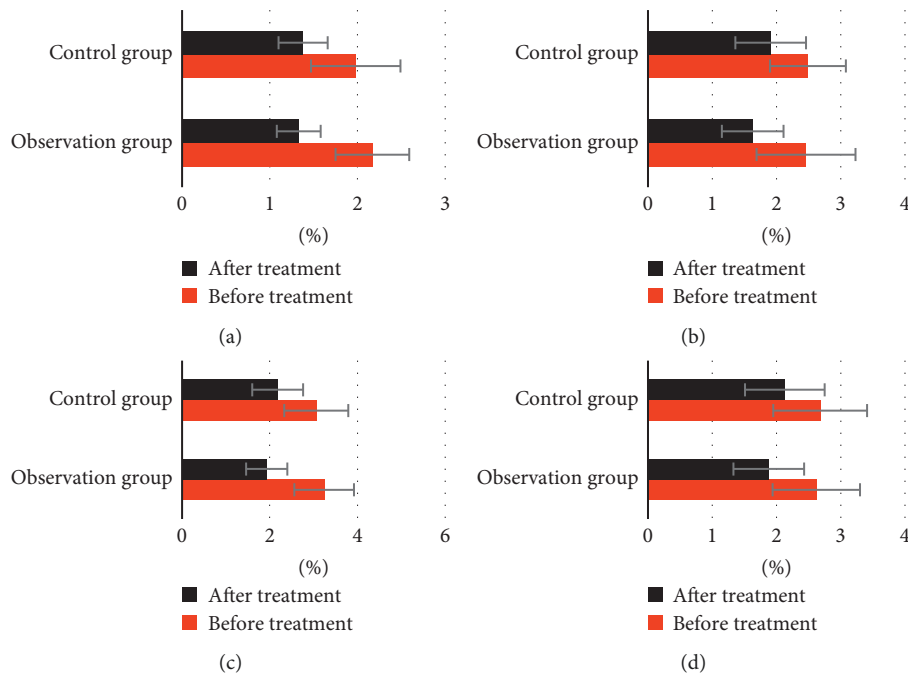 Control group
Observation group
0 1 2 3
(%)
After treatment
Before treatment
(a)
Control group
Observation group
0 1 2 3 4
(%)
After treatment
Before treatment
(b)
Control group
Observation group
0 2 4 6
(%)
After treatment
Before treatment
(c)
Control group
Observation group
0 1 2 3 4
(%)
After treatment
Before treatment
(d)